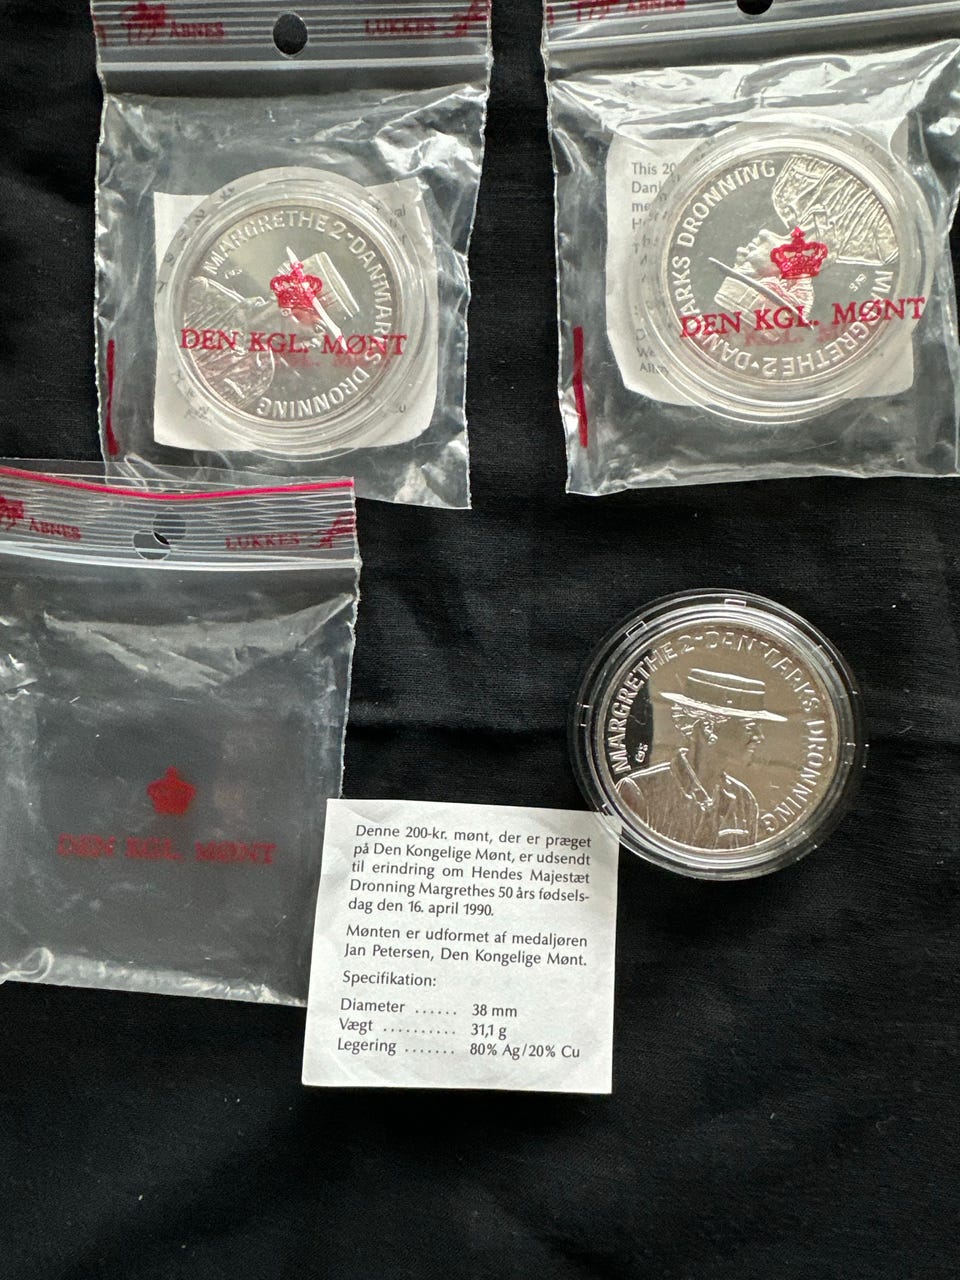 ÅBNES LUKKES
MARGRETHE 2 · DANMARKS DRONNING
DEN KGL. MØNT
ÅBNES
This 20
Dan
me
H
Th
D
We
All
MARGRETHE 2 · DANMARKS DRONNING
DEN KGL. MØNT
ÅBNES LUKKES
DEN KGL. MØNT
MARGRETHE 2 · DANMARKS DRONNING
Denne 200-kr. mønt, der er præget
på Den Kongelige Mønt, er udsendt
til erindring om Hendes Majestæt
Dronning Margrethes 50 års fødsels-
dag den 16. april 1990.
Mønten er udformet af medaljøren
Jan Petersen, Den Kongelige Mønt.
Specifikation:
Diameter ...... 38 mm
Vægt .......... 31,1 g
Legering ....... 80% Ag/20% Cu